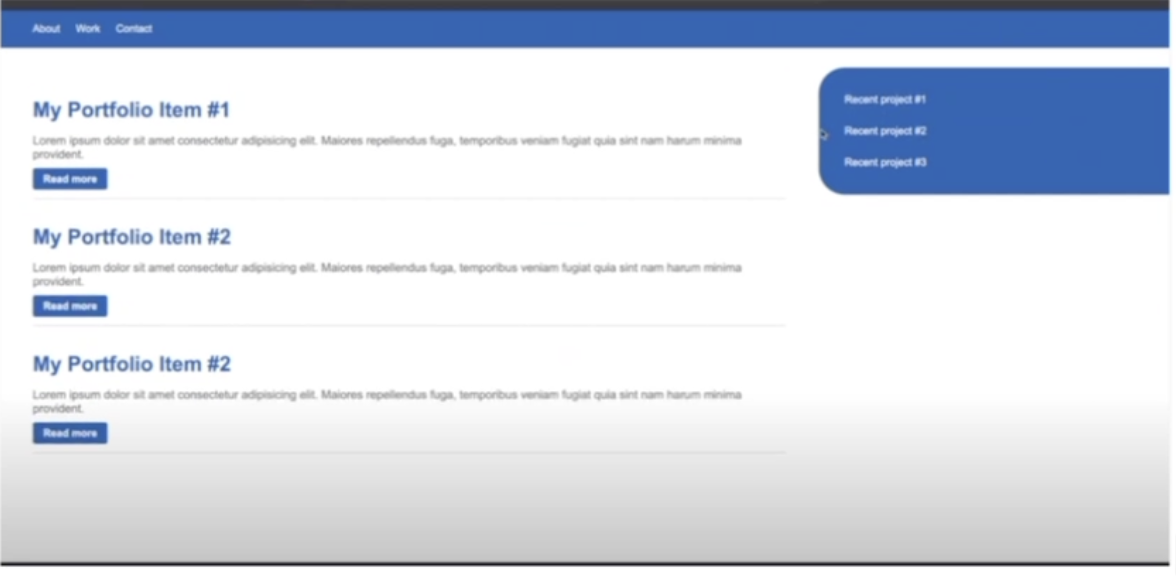 About Work Contact
My Portfolio Item #1
Lorem ipsum dolor sit amet consectetur adipisicing elit. Maiores repellendus fuga, temporibus veniam fugiat quia sint nam harum minima
provident.
Read more
My Portfolio Item #2
Lorem ipsum dolor sit amet consectetur adipisicing elit. Maiores repellendus fuga, temporibus veniam fugiat quia sint nam harum minima
provident.
Read more
My Portfolio Item #2
Lorem ipsum dolor sit amet consectetur adipisicing elit. Maiores repellendus fuga, temporibus veniam fugiat quia sint nam harum minima
provident.
Read more
Recent project #1
Recent project #2
Recent project #3